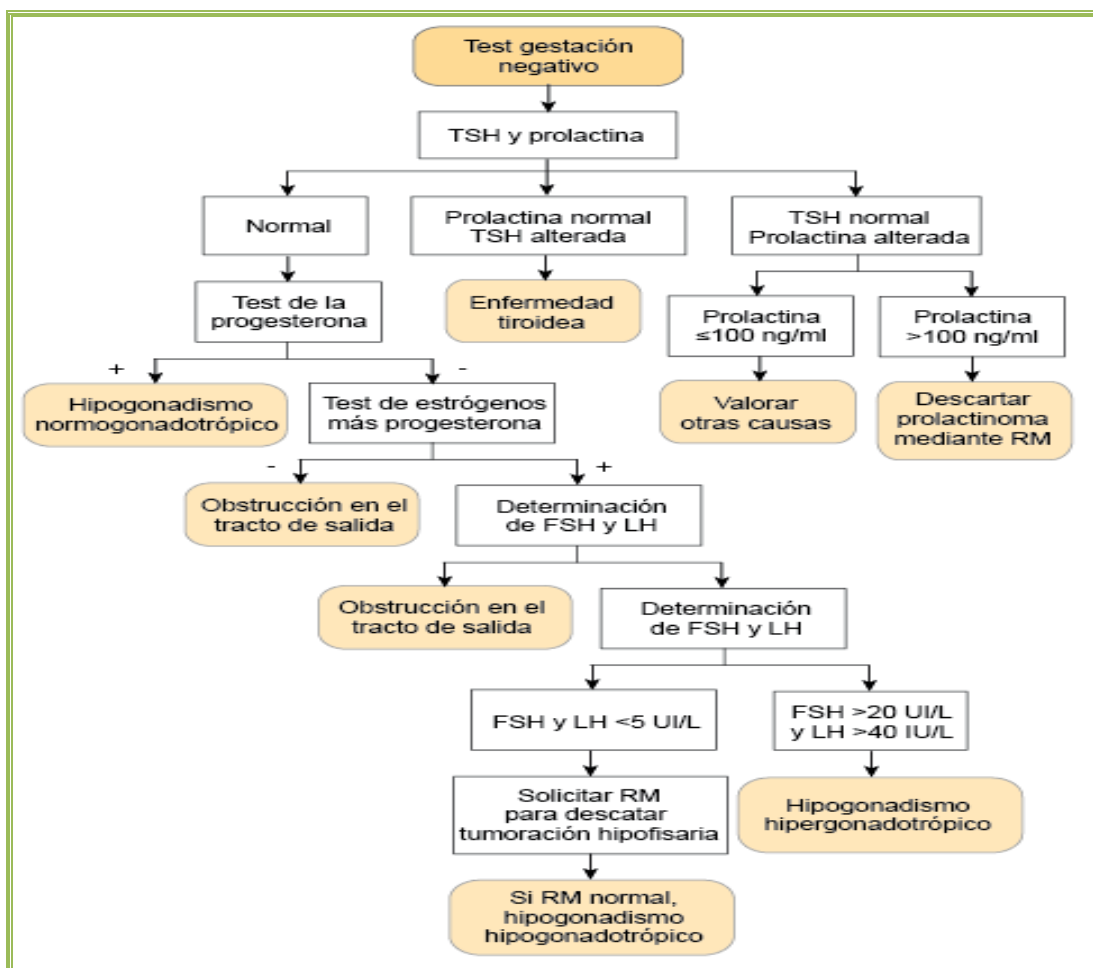 Test gestación
negativo
TSH y prolactina
Normal
Prolactina normal
TSH alterada
TSH normal
Prolactina alterada
Test de la
progesterona
Enfermedad
tiroidea
Prolactina
≤100 ng/ml
Prolactina
>100 ng/ml
+
-
Hipogonadismo
normogonadotrópico
Test de estrógenos
más progesterona
Valorar
otras causas
Descartar
prolactinoma
mediante RM
-
+
Obstrucción en el
tracto de salida
Determinación
de FSH y LH
Obstrucción en el
tracto de salida
Determinación
de FSH y LH
FSH y LH <5 UI/L
FSH >20 UI/L
y LH >40 IU/L
Solicitar RM
para descatar
tumoración hipofisaria
Hipogonadismo
hipergonadotrópico
Si RM normal,
hipogonadismo
hipogonadotrópico